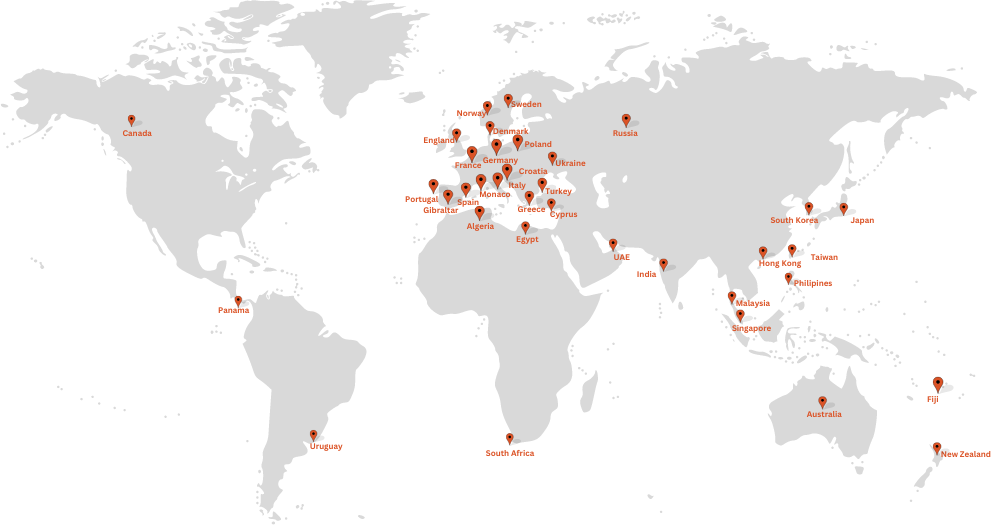 Sweden
Norway
Canada
Denmark
Russia
England
Poland
Germany
Ukraine
France
Croatia
Italy
Turkey
Monaco
Portugal
Spain
Gibraltar
Greece
Cyprus
Algeria
Egypt
South Korea
Japan
UAE
Taiwan
Hong Kong
India
Philipines
Malaysia
Panama
Singapore
Fiji
Australia
Uruguay
South Africa
New Zealand